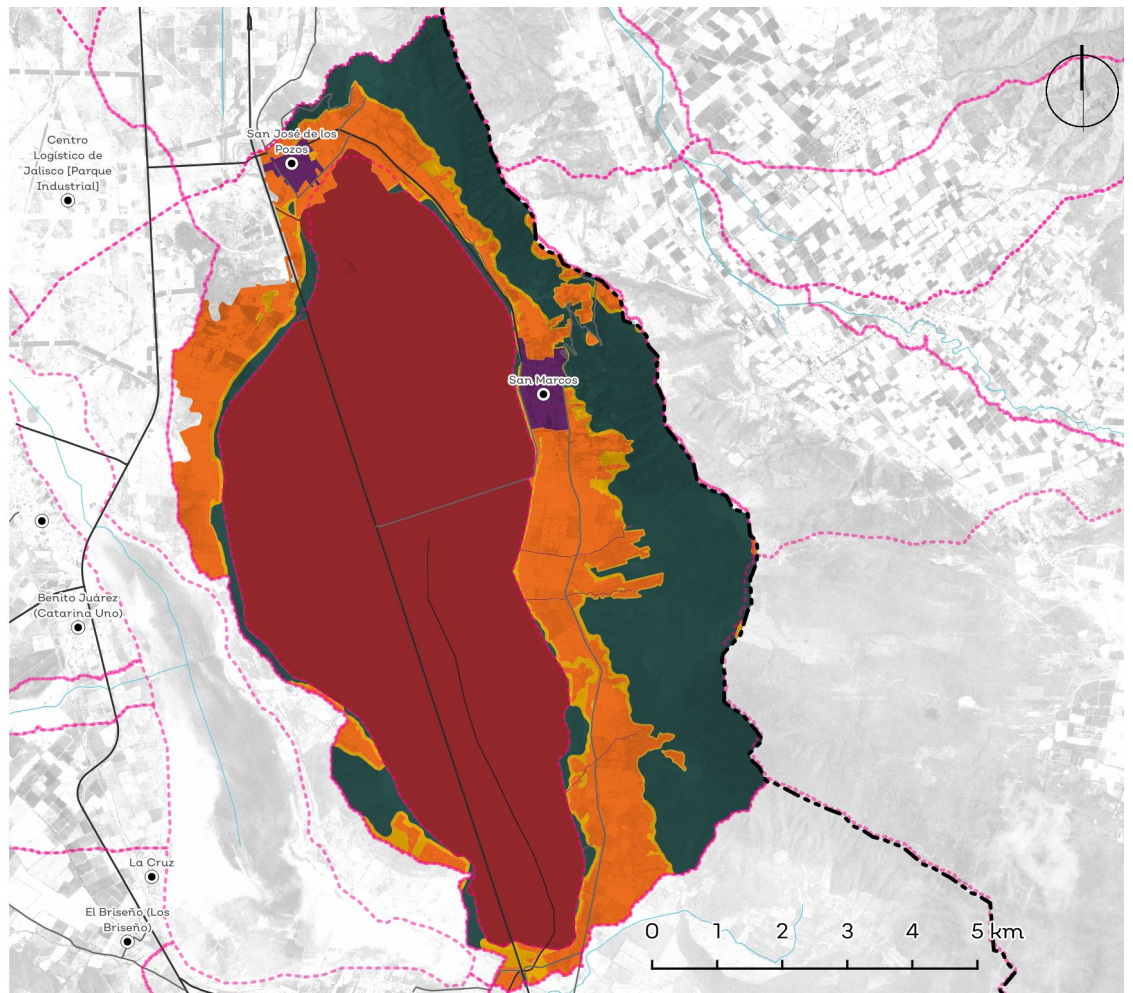 San José de los
Pozos
Centro
Logístico de
Jalisco [Parque
Industrial]
San Marcos
Benito Juárez
(Catarina Uno)
La Cruz
El Briseño (Los
Briseño)
0 1 2 3 4 5 km